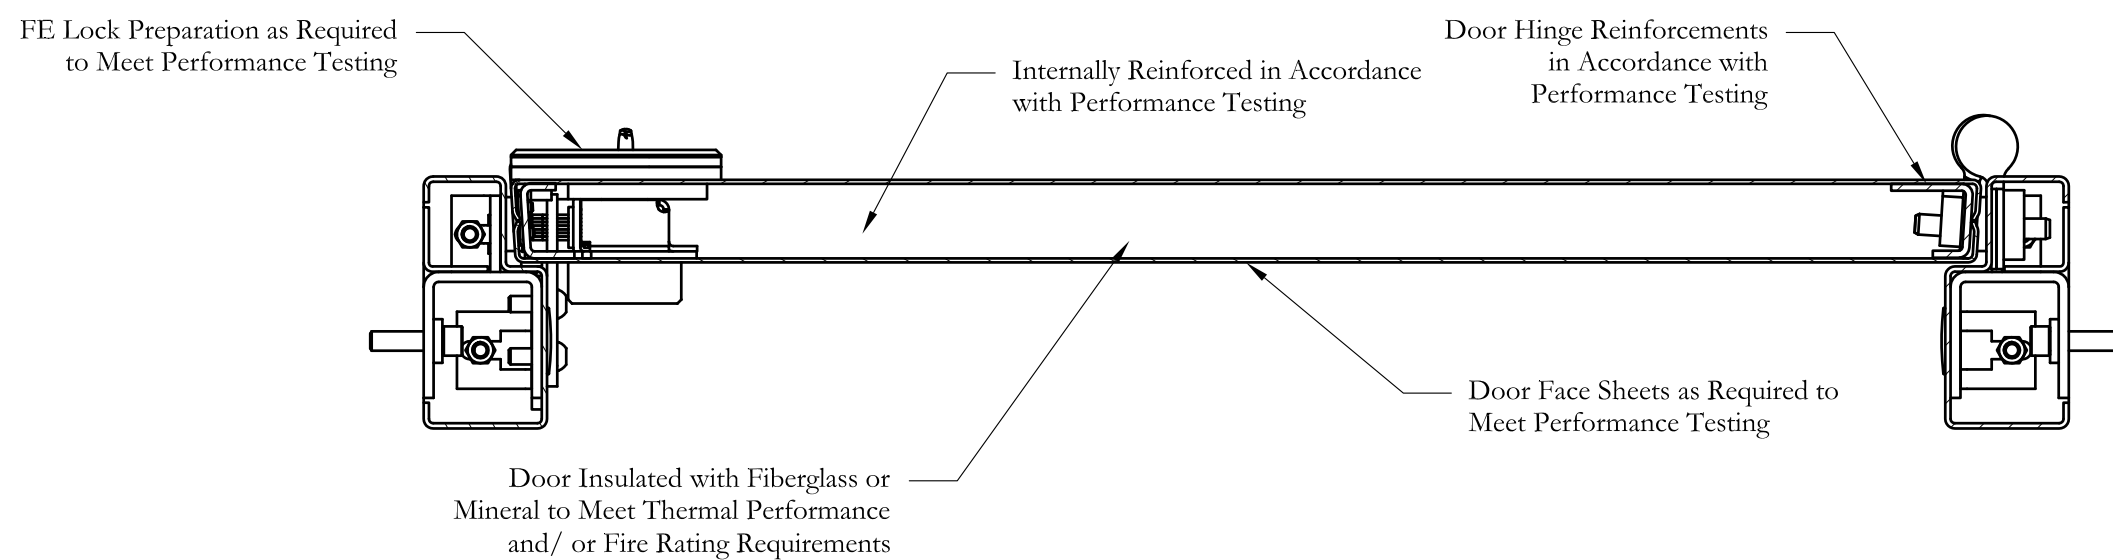 FE Lock Preparation as Required
to Meet Performance Testing
Internally Reinforced in Accordance
with Performance Testing
Door Hinge Reinforcements
in Accordance with
Performance Testing
Door Face Sheets as Required to
Meet Performance Testing
Door Insulated with Fiberglass or
Mineral to Meet Thermal Performance
and/ or Fire Rating Requirements